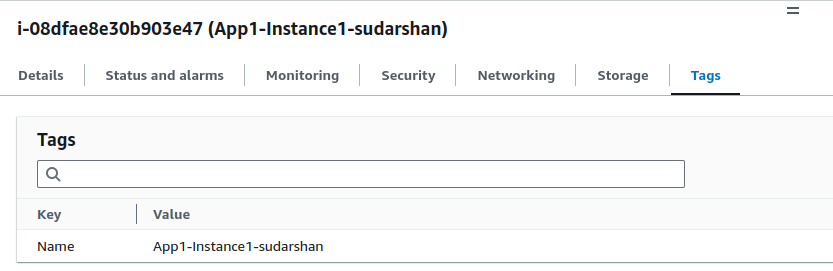 i-08dfae8e30b903e47 (App1-Instance1-sudarshan)
Details Status and alarms Monitoring Security Networking Storage Tags
Tags
Key Value
Name App1-Instance1-sudarshan